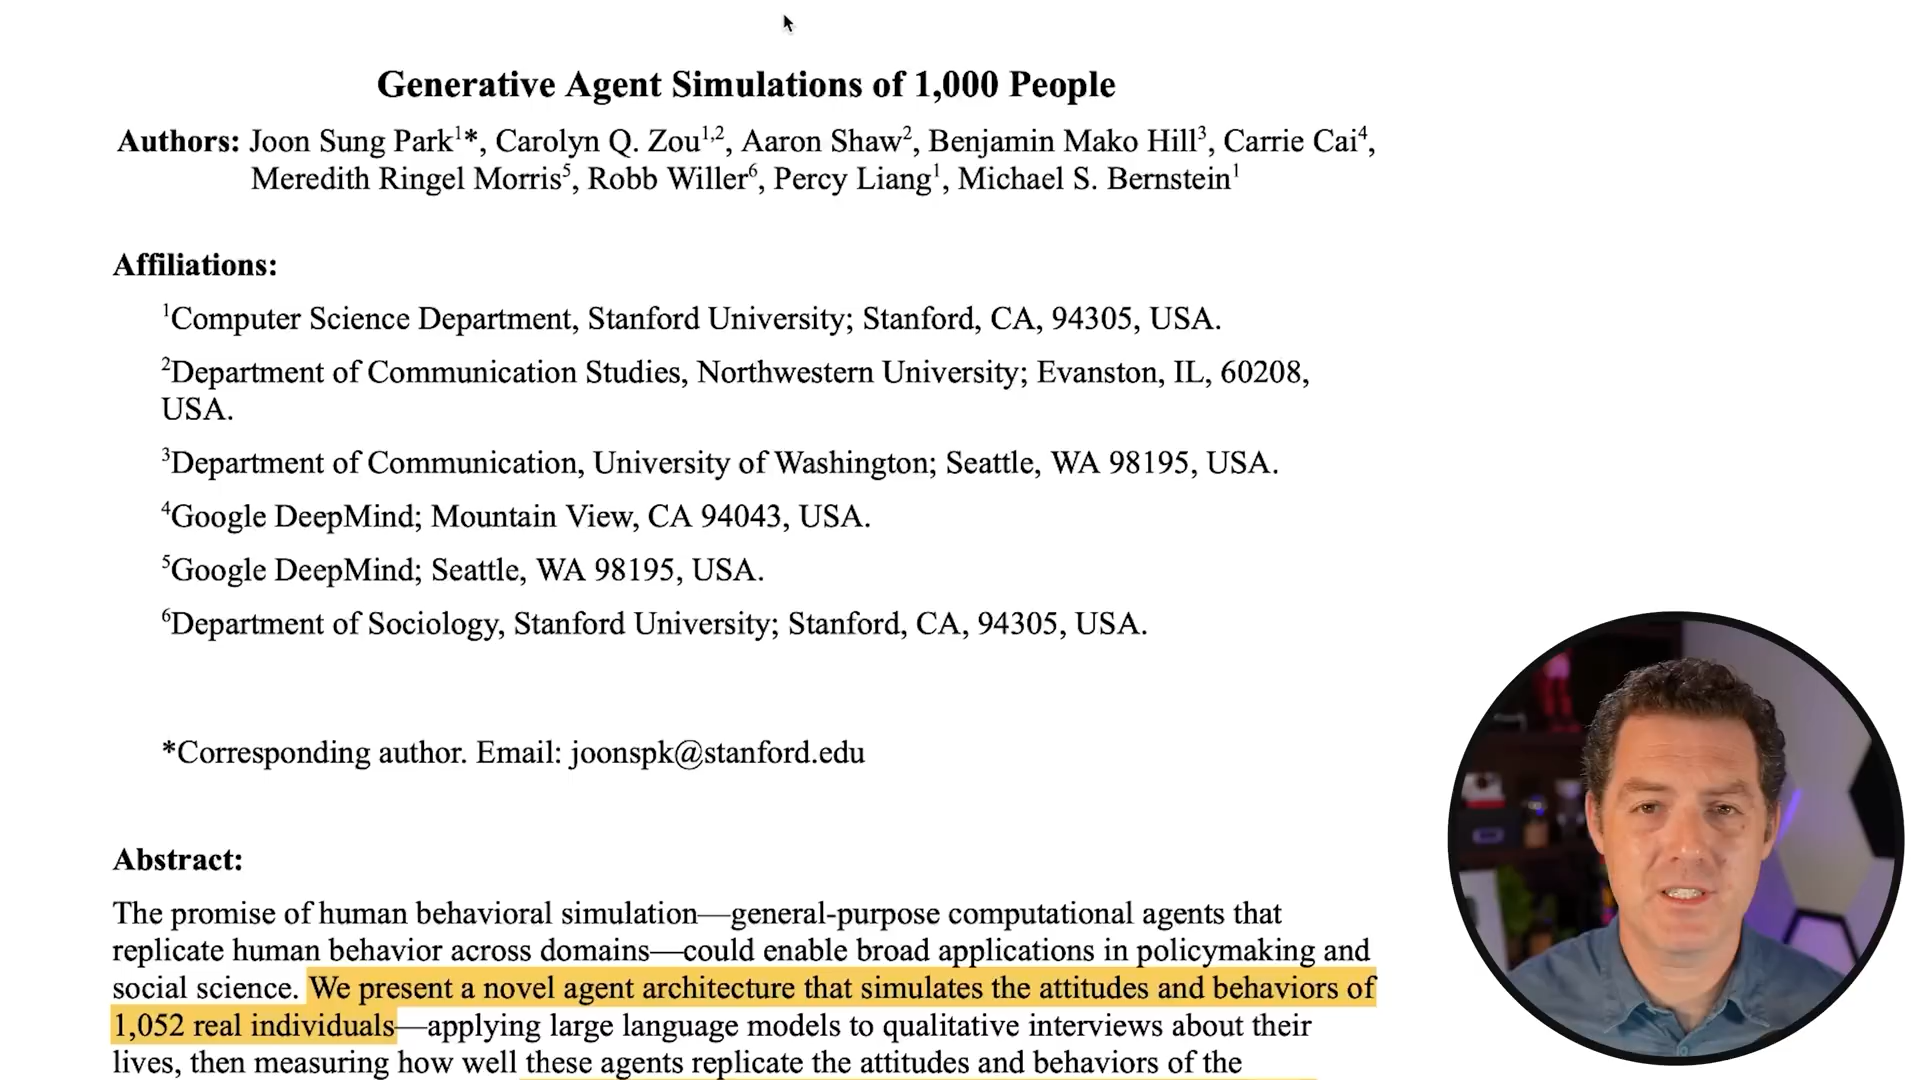 Generative Agent Simulations of 1,000 People
Authors: Joon Sung Park¹*, Carolyn Q. Zou¹,², Aaron Shaw², Benjamin Mako Hill³, Carrie Cai⁴,
Meredith Ringel Morris⁵, Robb Willer⁶, Percy Liang¹, Michael S. Bernstein¹
Affiliations:
¹Computer Science Department, Stanford University; Stanford, CA, 94305, USA.
²Department of Communication Studies, Northwestern University; Evanston, IL, 60208,
USA.
³Department of Communication, University of Washington; Seattle, WA 98195, USA.
⁴Google DeepMind; Mountain View, CA 94043, USA.
⁵Google DeepMind; Seattle, WA 98195, USA.
⁶Department of Sociology, Stanford University; Stanford, CA, 94305, USA.
*Corresponding author. Email: joonspk@stanford.edu
Abstract:
The promise of human behavioral simulation—general-purpose computational agents that
replicate human behavior across domains—could enable broad applications in policymaking and
social science. We present a novel agent architecture that simulates the attitudes and behaviors of
1,052 real individuals—applying large language models to qualitative interviews about their
lives, then measuring how well these agents replicate the attitudes and behaviors of the